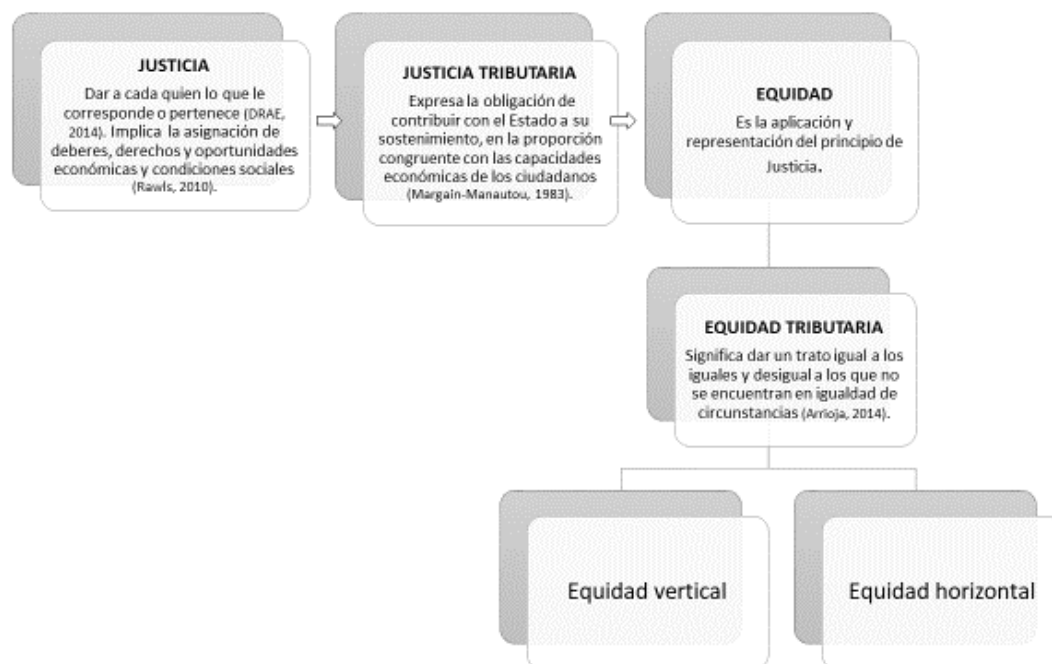 JUSTICIA
Dar a cada quien lo que le
corresponde o pertenece (DRAE,
2014). Implica la asignación de
deberes, derechos y oportunidades
económicas y condiciones sociales
(Rawls, 2010).
JUSTICIA TRIBUTARIA
Expresa la obligación de
contribuir con el Estado a su
sostenimiento, en la proporción
congruente con las capacidades
económicas de los ciudadanos
(Margain-Manautou, 1983).
EQUIDAD
Es la aplicación y
representación del principio de
Justicia.
EQUIDAD TRIBUTARIA
Significa dar un trato igual a los
iguales y desigual a los que no
se encuentran en igualdad de
circunstancias (Arrioja, 2014).
Equidad vertical
Equidad horizontal